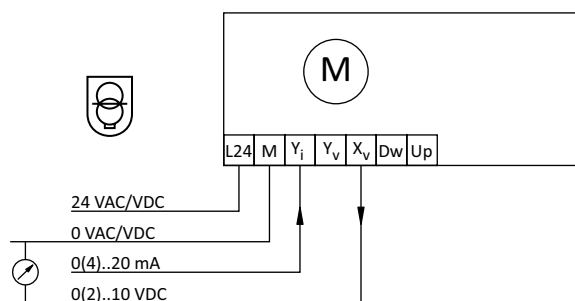 M
L24 M Yi Yv Xv Dw Up
24 VAC/VDC
0 VAC/VDC
0(4)..20 mA
0(2)..10 VDC